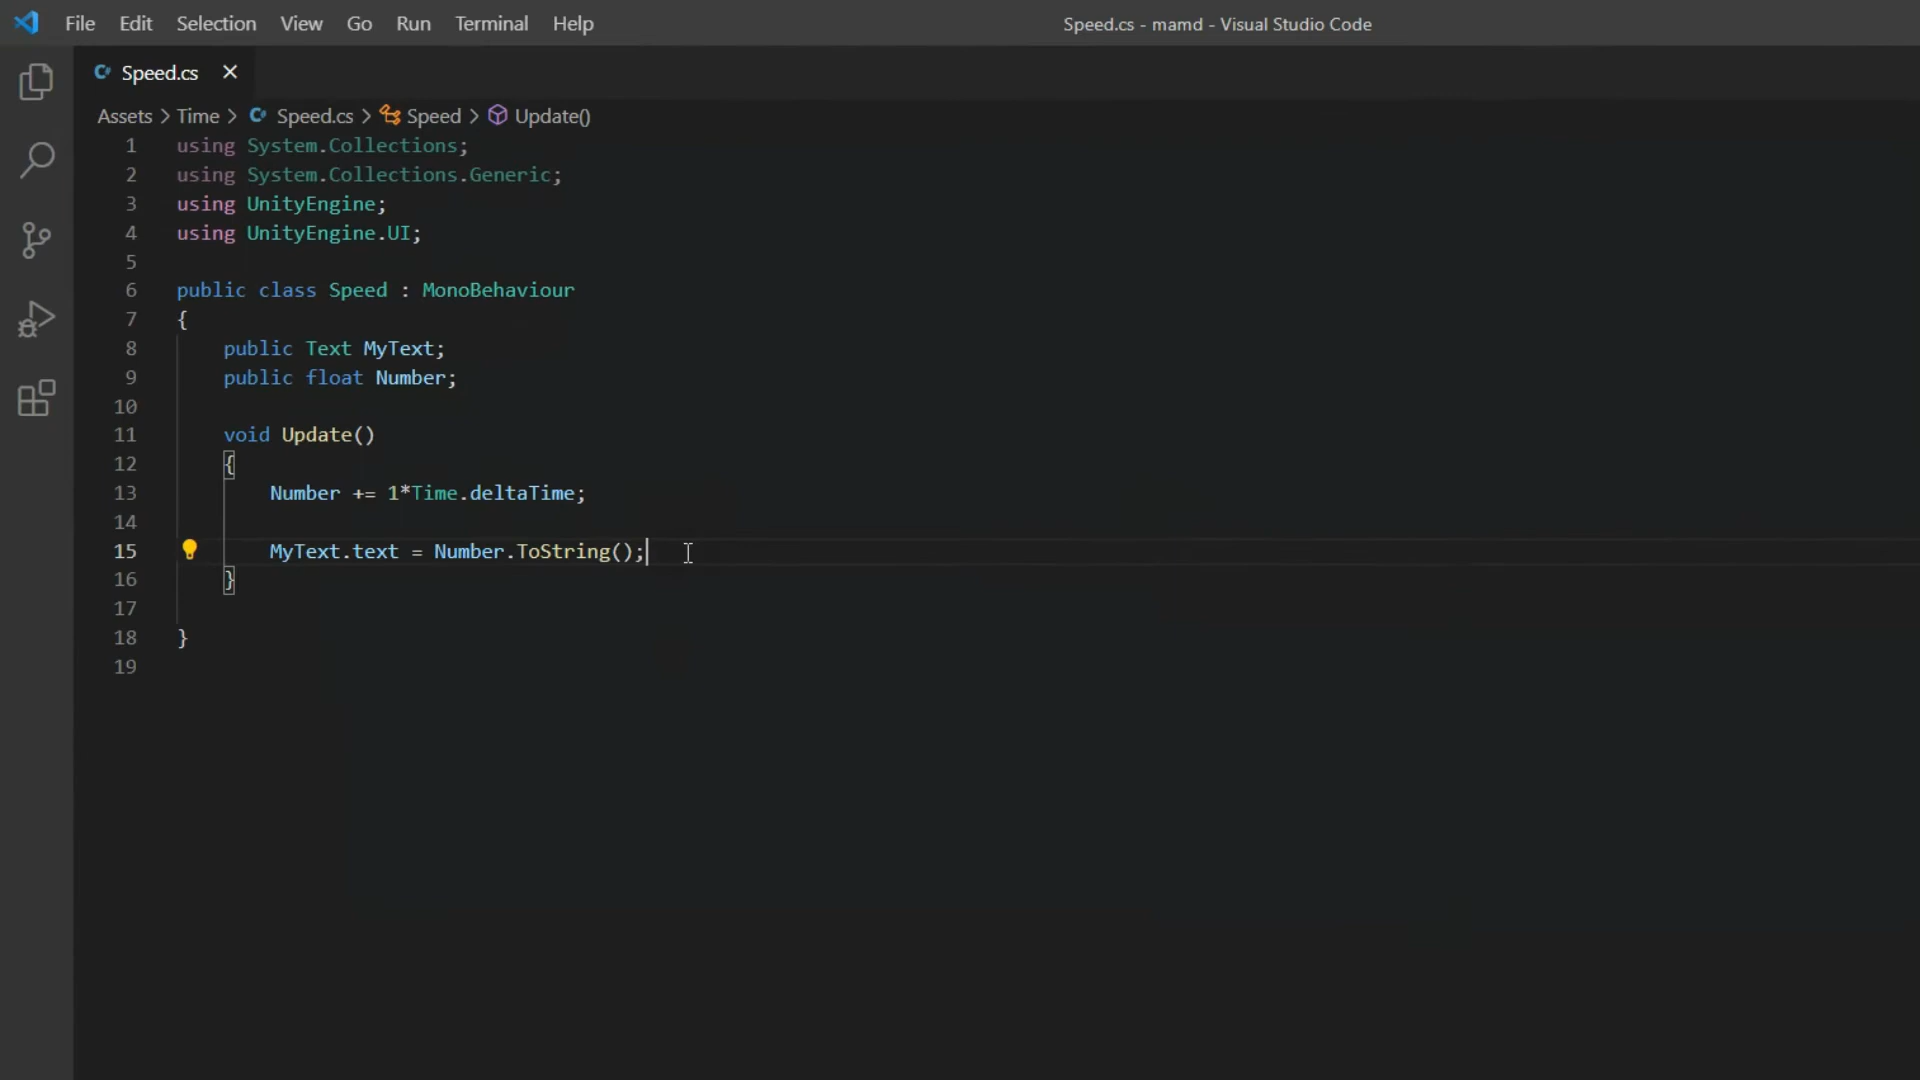 File Edit Selection View Go Run Terminal Help
Speed.cs - mamd - Visual Studio Code
Speed.cs
Assets > Time > Speed.cs > Speed > Update()
1 using System.Collections;
2 using System.Collections.Generic;
3 using UnityEngine;
4 using UnityEngine.UI;
5
6 public class Speed : MonoBehaviour
7 {
8 public Text MyText;
9 public float Number;
10
11 void Update()
12 {
13 Number += 1*Time.deltaTime;
14
15 MyText.text = Number.ToString();
16 }
17
18 }
19